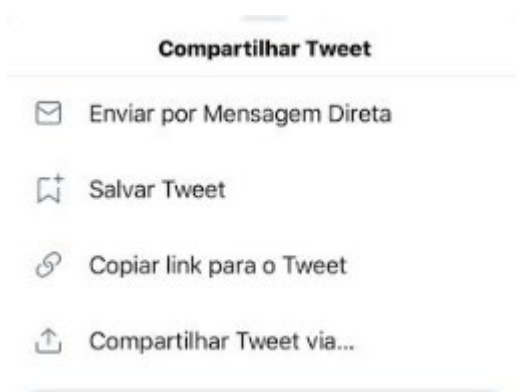 Compartilhar Tweet
Enviar por Mensagem Direta
Salvar Tweet
Copiar link para o Tweet
Compartilhar Tweet via...